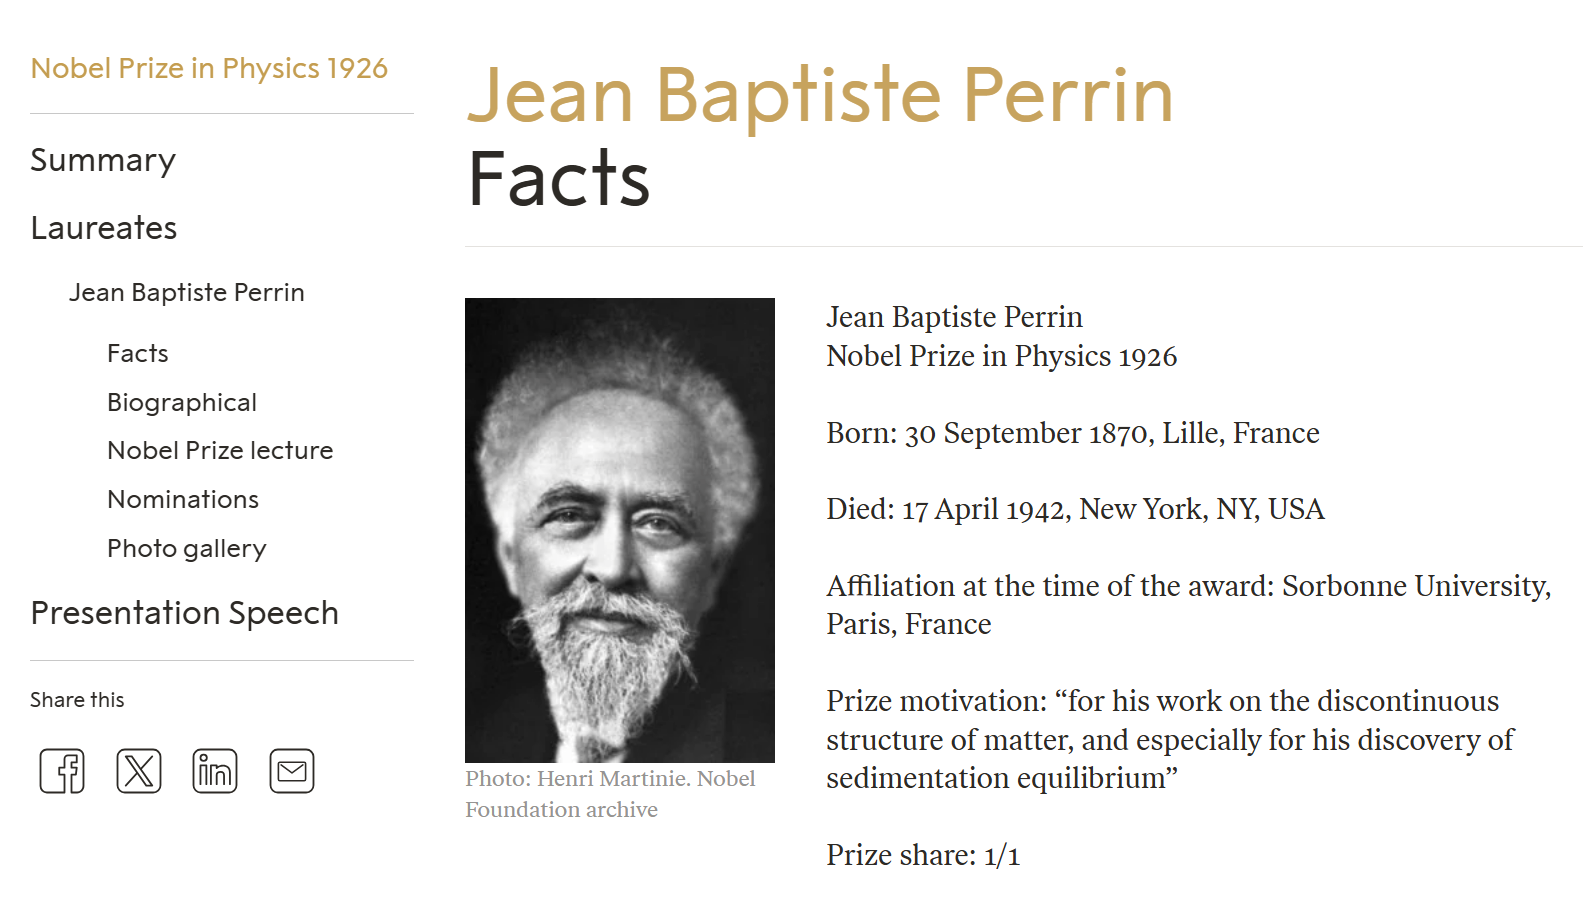 Nobel Prize in Physics 1926
Summary
Laureates
Jean Baptiste Perrin
Facts
Biographical
Nobel Prize lecture
Nominations
Photo gallery
Presentation Speech
Share this
Jean Baptiste Perrin
Facts
Photo: Henri Martinie. Nobel
Foundation archive
Jean Baptiste Perrin
Nobel Prize in Physics 1926
Born: 30 September 1870, Lille, France
Died: 17 April 1942, New York, NY, USA
Affiliation at the time of the award: Sorbonne University,
Paris, France
Prize motivation: “for his work on the discontinuous
structure of matter, and especially for his discovery of
sedimentation equilibrium”
Prize share: 1/1